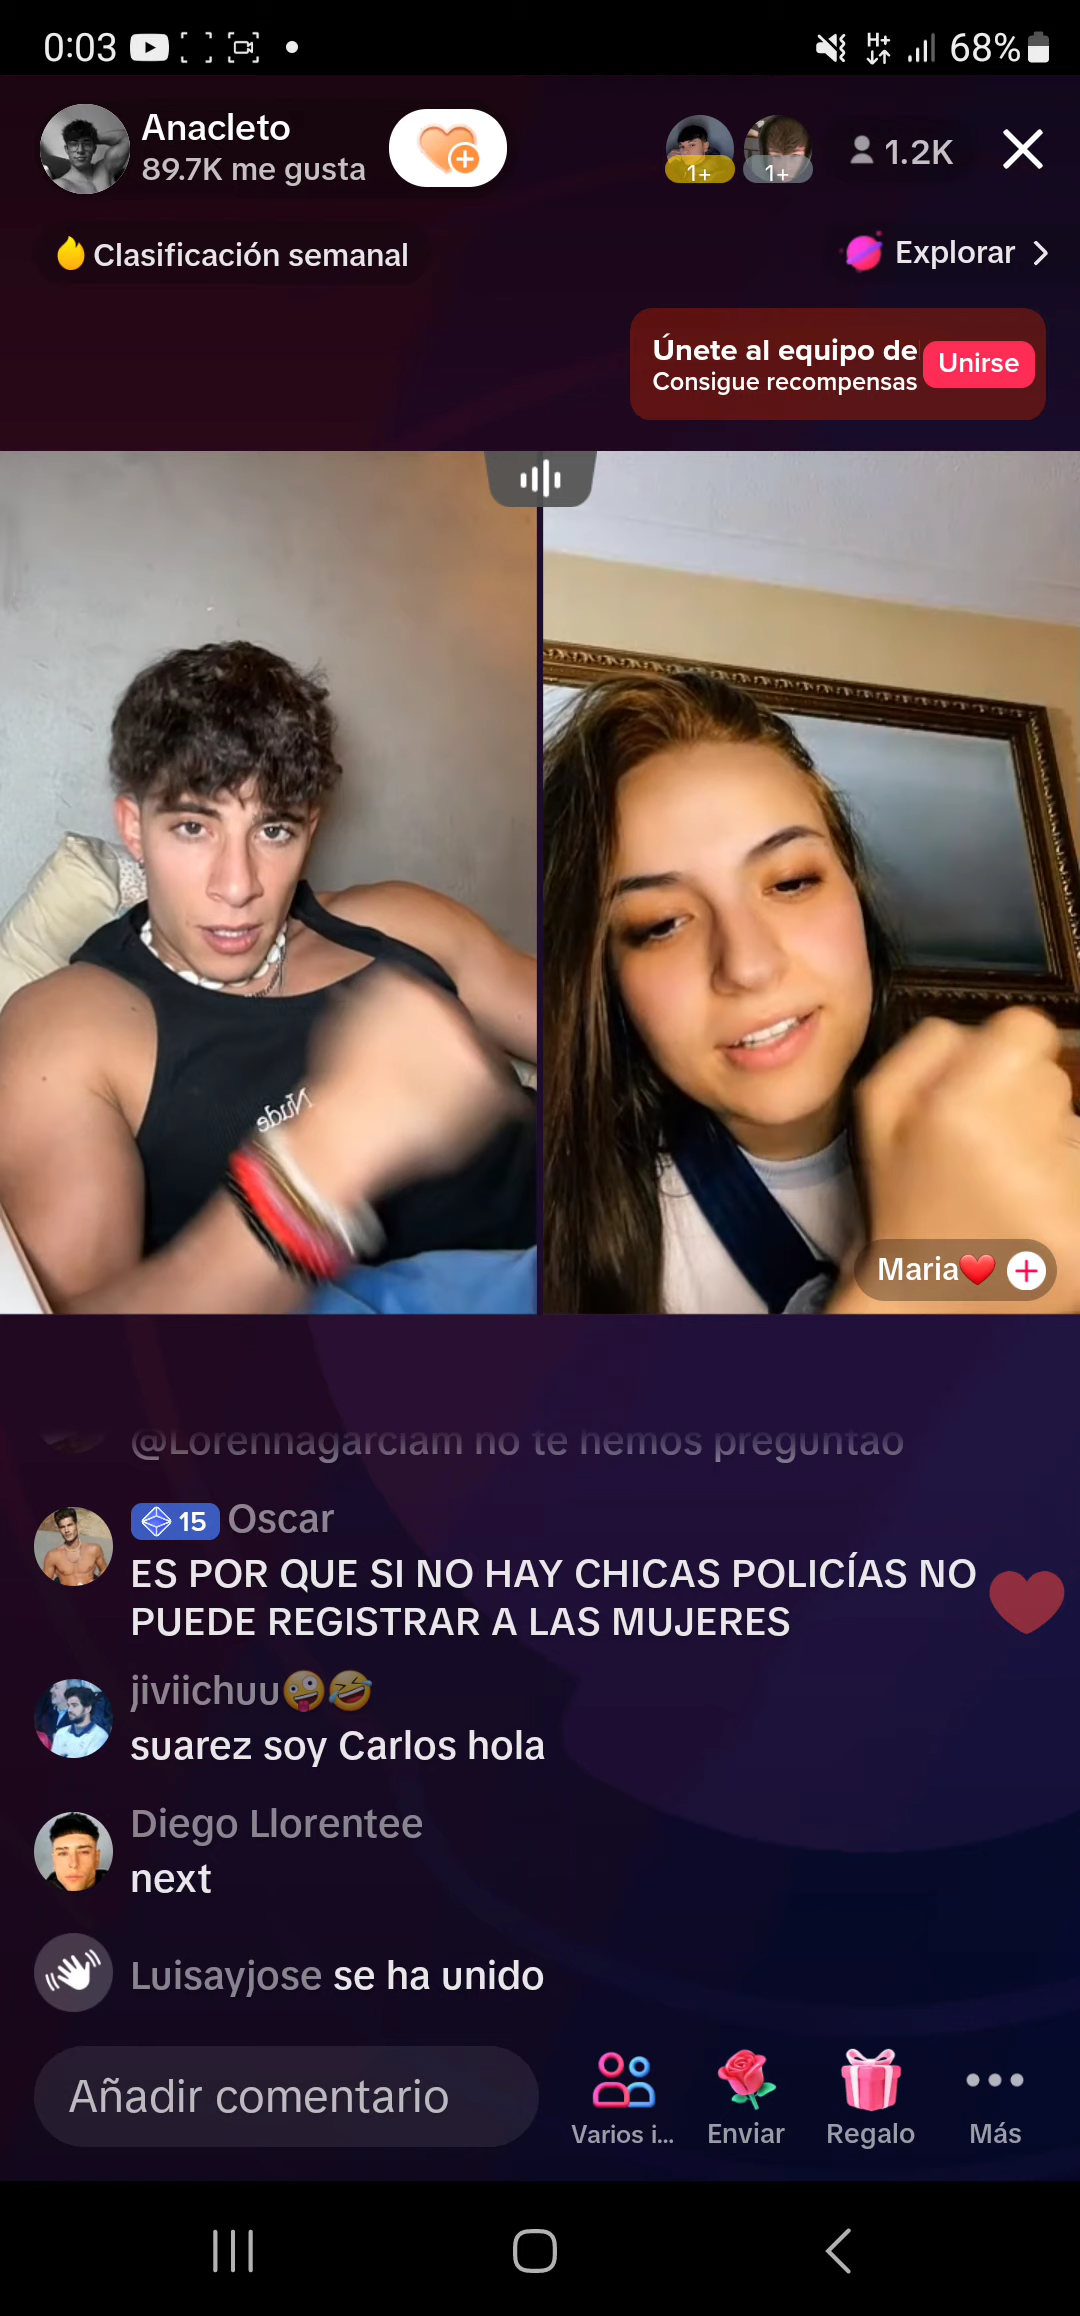 0:03
H+
68%
Anacleto
89.7K me gusta
1+
1+
1.2K
Clasificación semanal
Explorar
Únete al equipo de
Consigue recompensas
Unirse
Nude
Maria❤️
@Lorennagarciam no te hemos preguntao
15 Oscar
ES POR QUE SI NO HAY CHICAS POLICÍAS NO
PUEDE REGISTRAR A LAS MUJERES
jiviichuu🤪🤣
suarez soy Carlos hola
Diego Llorentee
next
Luisayjose se ha unido
Añadir comentario
Varios i...
Enviar
Regalo
Más